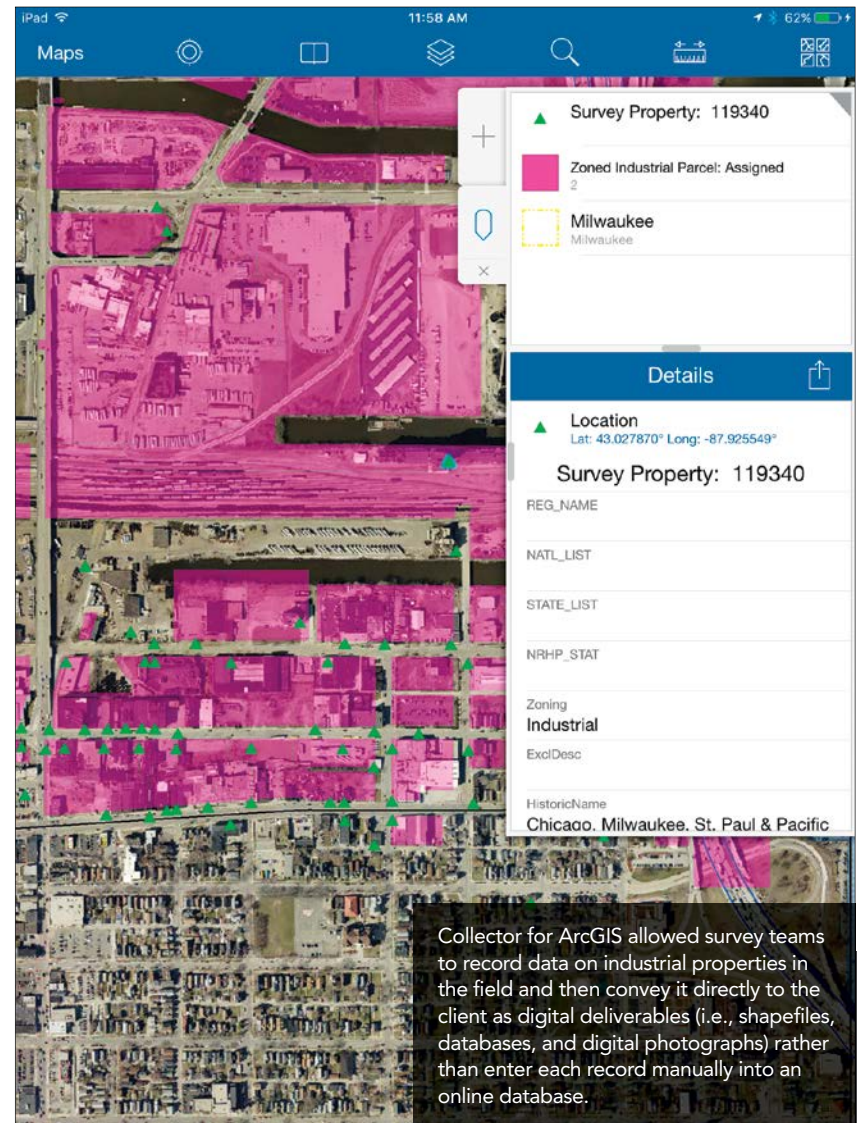 iPad 11:58 AM 62%
Maps
Survey Property: 119340
Zoned Industrial Parcel: Assigned
2
Milwaukee
Milwaukee
Details
Location
Lat: 43.027870° Long: -87.925549°
Survey Property: 119340
REG_NAME
NATL_LIST
STATE_LIST
NRHP_STAT
Zoning
Industrial
ExclDesc
HistoricName
Chicago, Milwaukee, St. Paul & Pacific
Collector for ArcGIS allowed survey teams
to record data on industrial properties in
the field and then convey it directly to the
client as digital deliverables (i.e., shapefiles,
databases, and digital photographs) rather
than enter each record manually into an
online database.